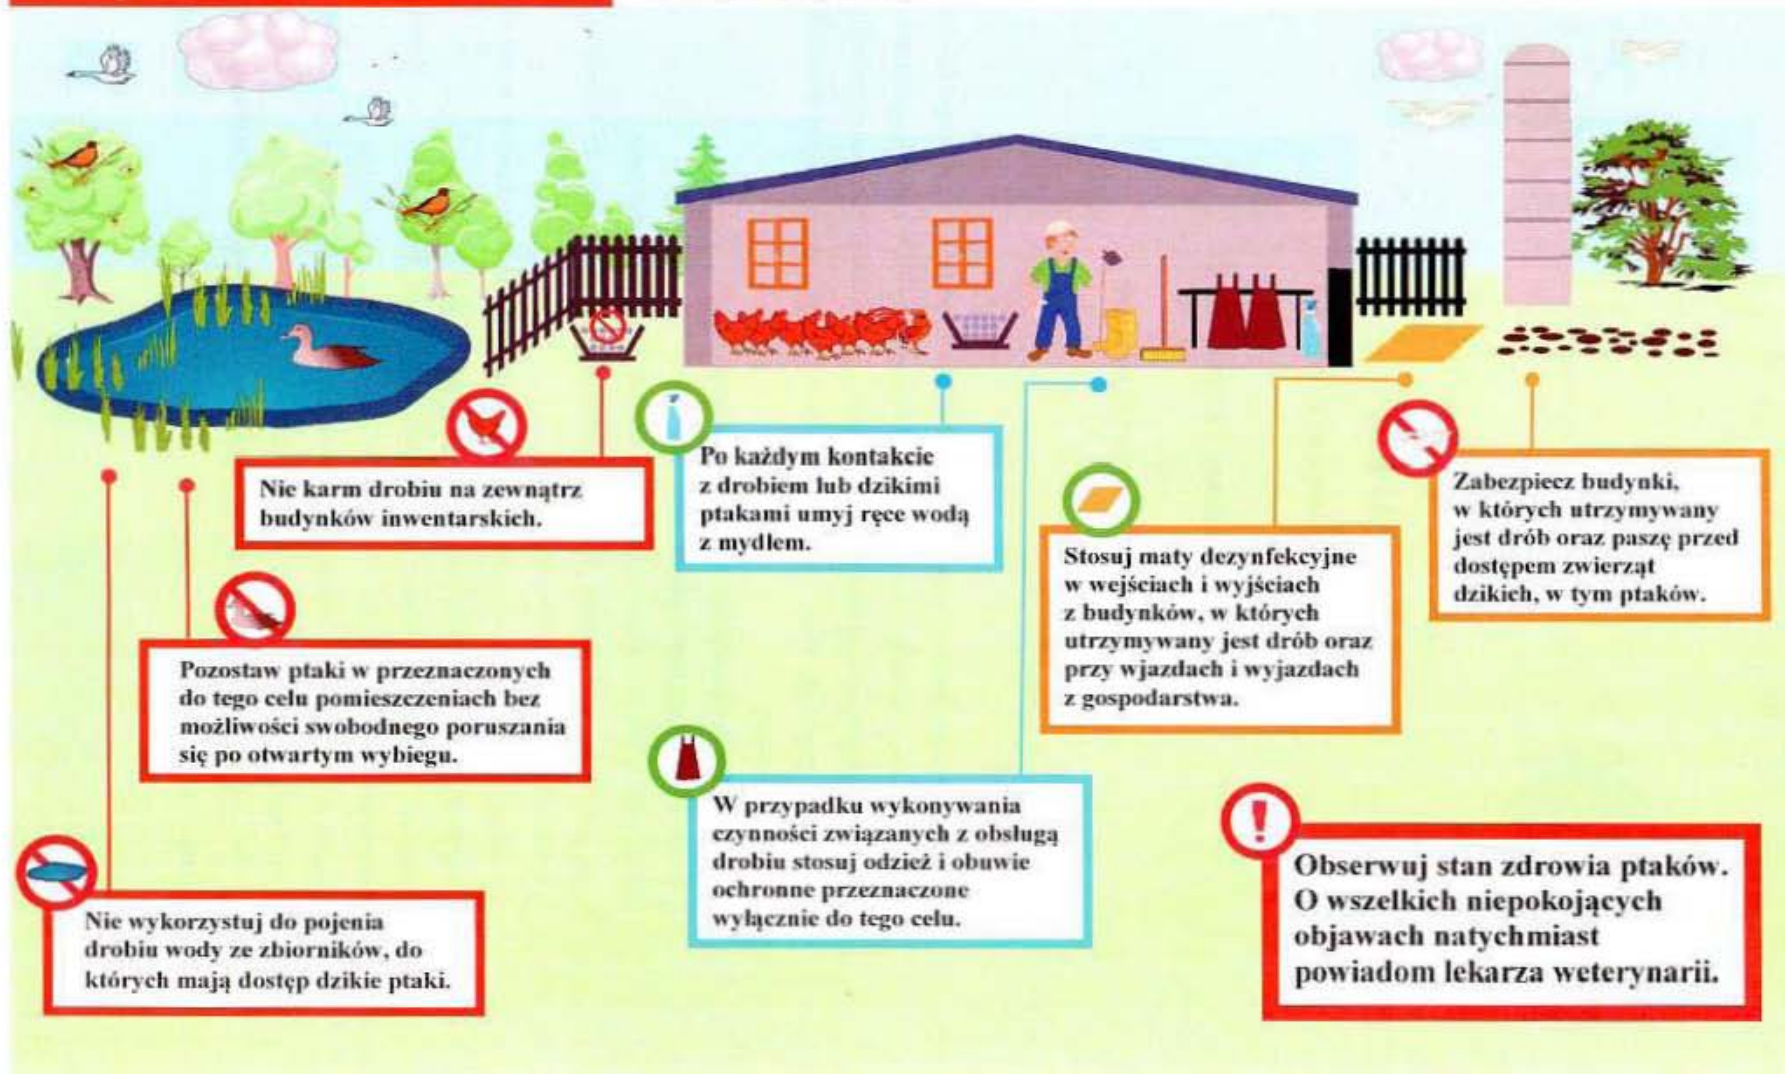 Nie karm drobiu na zewnątrz
budynków inwentarskich.
Po każdym kontakcie
z drobiem lub dzikimi
ptakami umyj ręce wodą
z mydłem.
Zabezpiecz budynki,
w których utrzymywany
jest drób oraz paszę przed
dostępem zwierząt
dzikich, w tym ptaków.
Stosuj maty dezynfekcyjne
w wejściach i wyjściach
z budynków, w których
utrzymywany jest drób oraz
przy wjazdach i wyjazdach
z gospodarstwa.
Pozostaw ptaki w przeznaczonych
do tego celu pomieszczeniach bez
możliwości swobodnego poruszania
się po otwartym wybiegu.
W przypadku wykonywania
czynności związanych z obsługą
drobiu stosuj odzież i obuwie
ochronne przeznaczone
wyłącznie do tego celu.
Obserwuj stan zdrowia ptaków.
O wszelkich niepokojących
objawach natychmiast
powiadom lekarza weterynarii.
Nie wykorzystuj do pojenia
drobiu wody ze zbiorników, do
których mają dostęp dzikie ptaki.